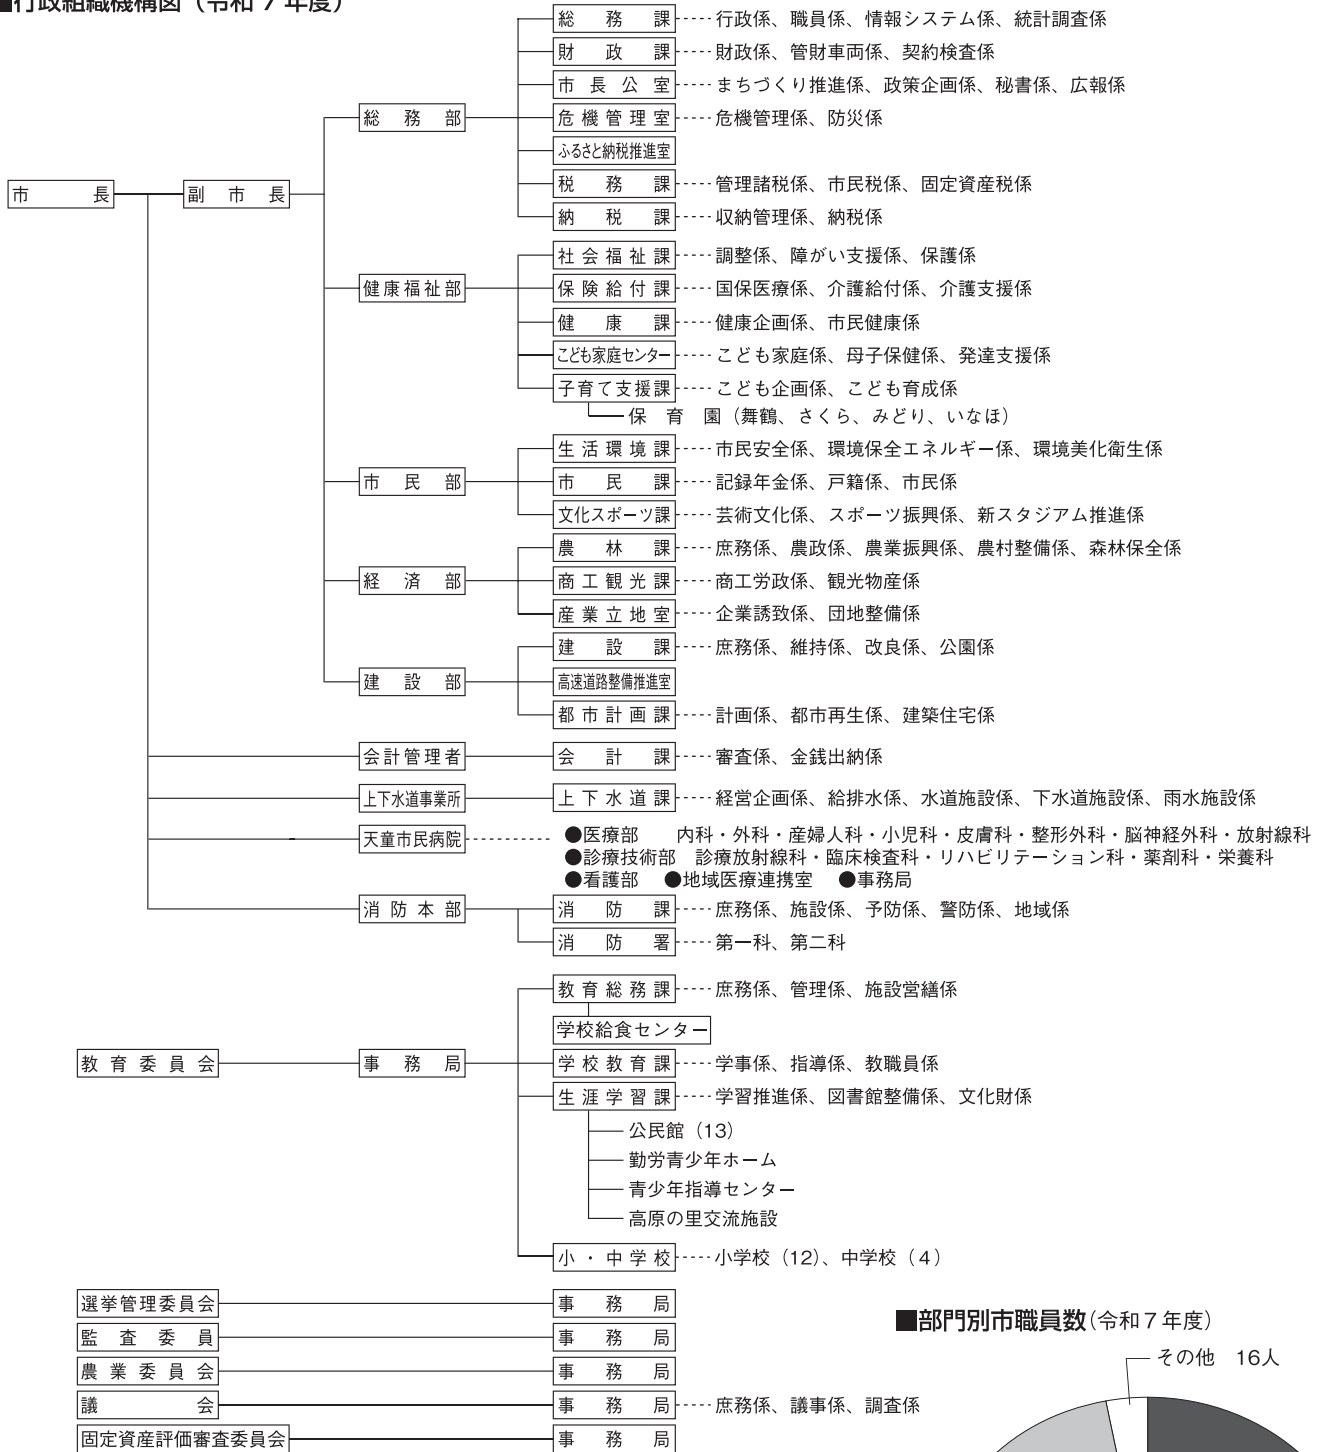 ■行政組織機構図（令和７年度）
総務課 行政係、職員係、情報システム係、統計調査係
財政課 財政係、管財車両係、契約検査係
市長公室 まちづくり推進係、政策企画係、秘書係、広報係
総務部 危機管理室 危機管理係、防災係
ふるさと納税推進室
税務課 管理諸税係、市民税係、固定資産税係
市長 副市長
納税課 収納管理係、納税係
社会福祉課 調整係、障がい支援係、保護係
健康福祉部 保険給付課 国保医療係、介護給付係、介護支援係
健康課 健康企画係、市民健康係
こども家庭センター こども家庭係、母子保健係、発達支援係
子育て支援課 こども企画係、こども育成係
保育園（舞鶴、さくら、みどり、いなほ）
生活環境課 市民安全係、環境保全エネルギー係、環境美化衛生係
市民部 市民課 記録年金係、戸籍係、市民係
文化スポーツ課 芸術文化係、スポーツ振興係、新スタジアム推進係
農林課 庶務係、農政係、農業振興係、農村整備係、森林保全係
経済部 商工観光課 商工労政係、観光物産係
産業立地室 企業誘致係、団地整備係
建設課 庶務係、維持係、改良係、公園係
建設部 高速道路整備推進室
都市計画課 計画係、都市再生係、建築住宅係
会計管理者 会計課 審査係、金銭出納係
上下水道事業所 上下水道課 経営企画係、給排水係、水道施設係、下水道施設係、雨水施設係
天童市民病院 ●医療部 内科・外科・産婦人科・小児科・皮膚科・整形外科・脳神経外科・放射線科
●診療技術部 診療放射線科・臨床検査科・リハビリテーション科・薬剤科・栄養科
●看護部 ●地域医療連携室 ●事務局
消防本部 消防課 庶務係、施設係、予防係、警防係、地域係
消防署 第一科、第二科
教育総務課 庶務係、管理係、施設営繕係
学校給食センター
教育委員会 事務局 学校教育課 学事係、指導係、教職員係
生涯学習課 学習推進係、図書館整備係、文化財係
公民館（13）
勤労青少年ホーム
青少年指導センター
高原の里交流施設
小・中学校 小学校（12）、中学校（４）
選挙管理委員会 事務局
監査委員 事務局
農業委員会 事務局
議会 事務局 庶務係、議事係、調査係
固定資産評価審査委員会 事務局
■部門別市職員数（令和７年度）
その他 16人